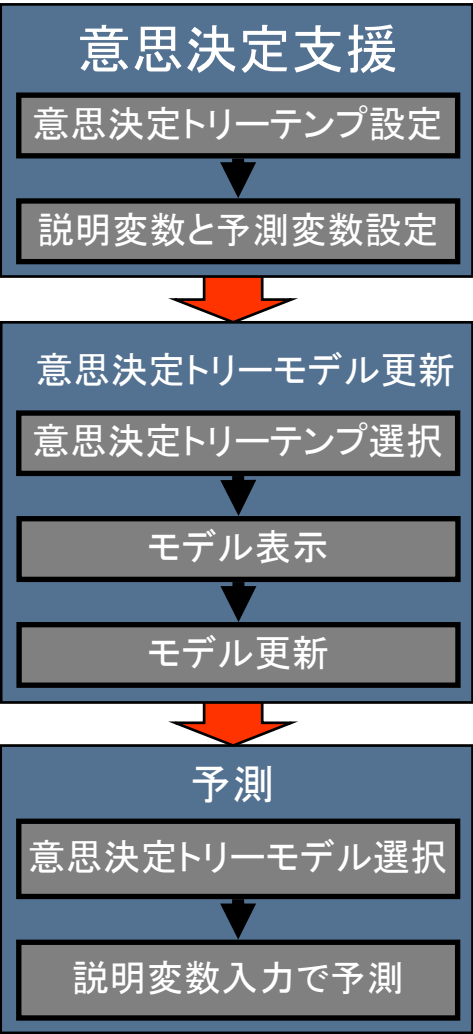 意思決定支援
意思決定トリーテンプ設定
説明変数と予測変数設定
意思決定トリーモデル更新
意思決定トリーテンプ選択
モデル表示
モデル更新
予測
意思決定トリーモデル選択
説明変数入力で予測